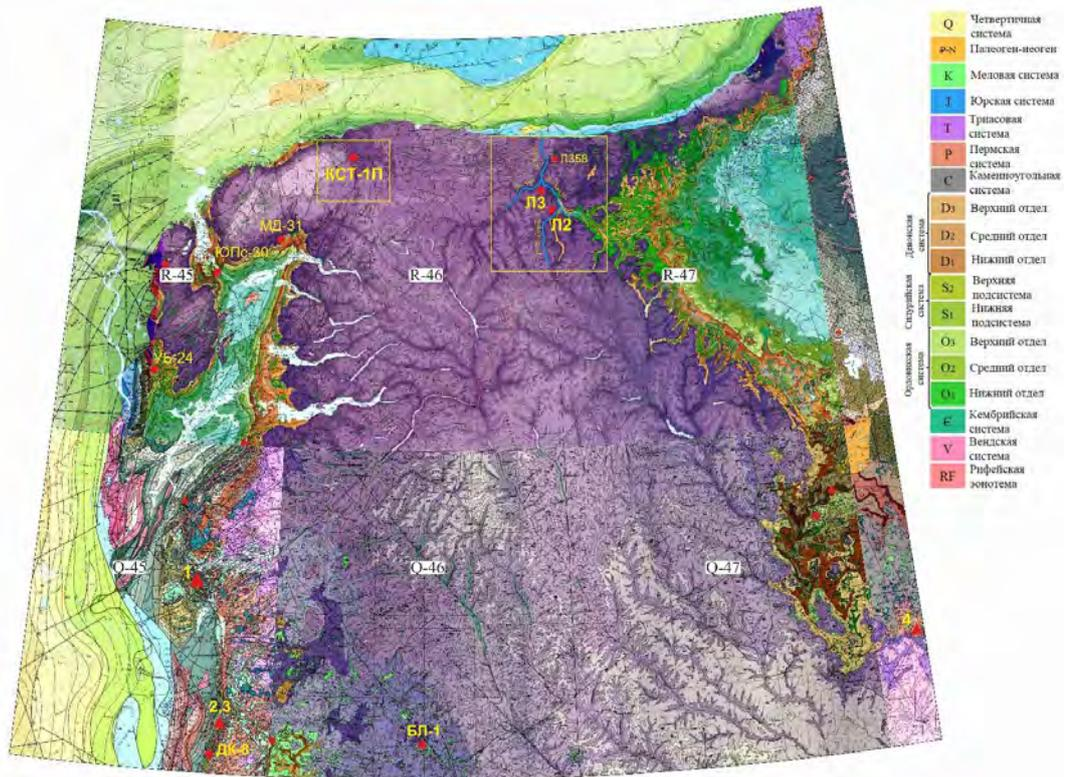 КСТ-1П
Л358
Л3
Л2
МД-31
ЮПс-20
R-45
R-46
R-47
УБ-24
Q-45
Q-46
Q-47
1
4
2,3
ДК-8
БЛ-1
Q Четвертичная система
P-N Палеоген-неоген
K Меловая система
J Юрская система
T Триасовая система
P Пермская система
C Каменноугольная система
Девонская система
D3 Верхний отдел
D2 Средний отдел
D1 Нижний отдел
Силурийская система
S2 Верхняя подсистема
S1 Нижняя подсистема
Ордовикская система
O3 Верхний отдел
O2 Средний отдел
O1 Нижний отдел
Є Кембрийская система
V Вендская система
RF Рифейская эонотема